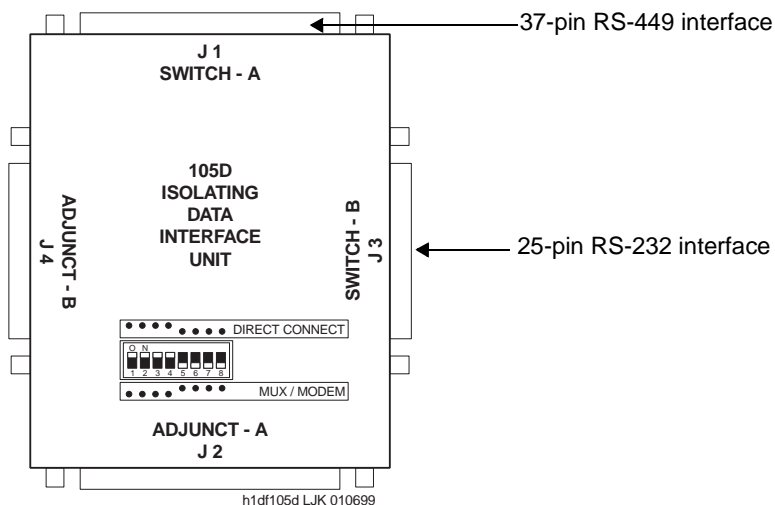 37-pin RS-449 interface
J 1
SWITCH - A
105D
ISOLATING
DATA
INTERFACE
UNIT
ADJUNCT - B
J 4
SWITCH - B
J 3
25-pin RS-232 interface
DIRECT CONNECT
O N
1 2 3 4 5 6 7 8
MUX / MODEM
ADJUNCT - A
J 2
h1df105d LJK 010699